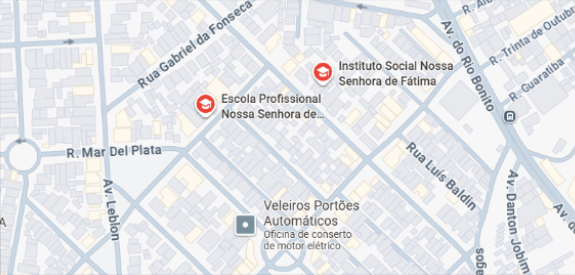 Rua Gabriel da Fonseca
Av. do Rio Bonito
R. Trinta de Outubro
R. Guaratiba
Instituto Social Nossa
Senhora de Fátima
Escola Profissional
Nossa Senhora de...
R. Mar Del Plata
Av. Leblon
Rua Luís Baldin
Veleiros Portões
Automáticos
Oficina de conserto
de motor elétrico
Av. Danton Jobim